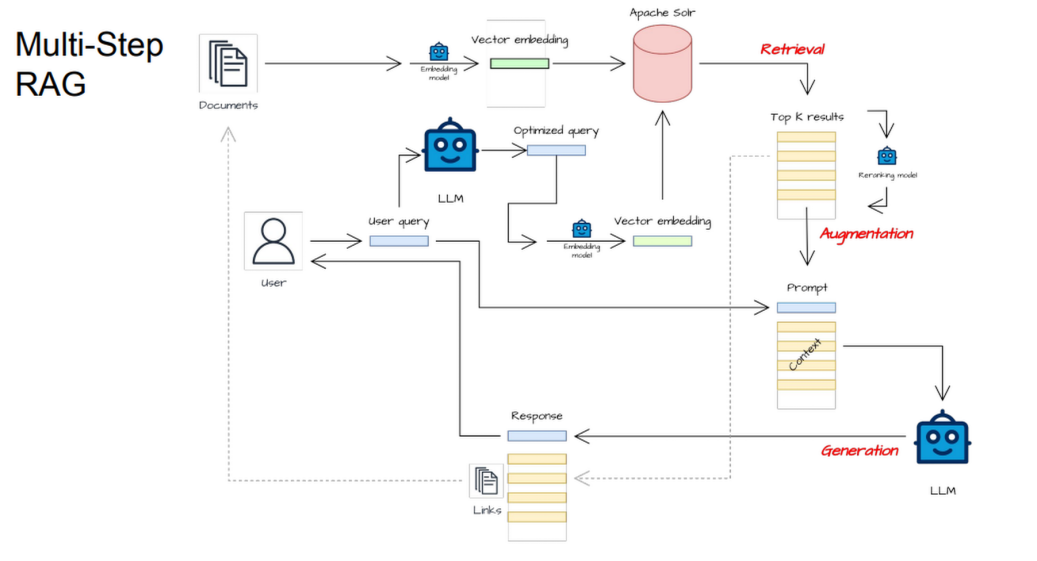 Multi-Step
RAG
Documents
Embedding
model
Vector embedding
Apache Solr
Retrieval
Top K results
Reranking model
Optimized query
LLM
User query
User
Embedding
model
Vector embedding
Augmentation
Prompt
Context
LLM
Generation
Response
Links